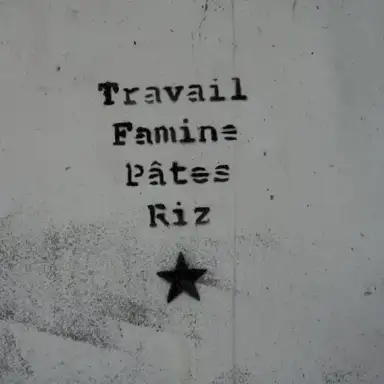 Travail
Famine
Pâtes
Riz